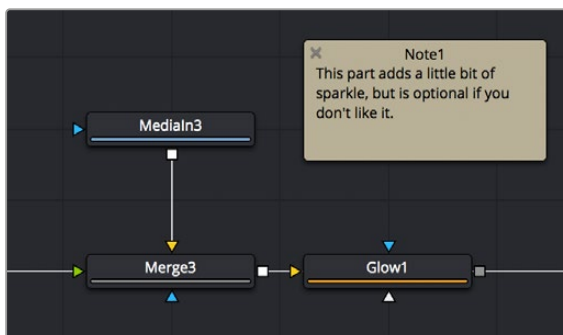 Note1
This part adds a little bit of
sparkle, but is optional if you
don't like it.
MediaIn3
Merge3
Glow1